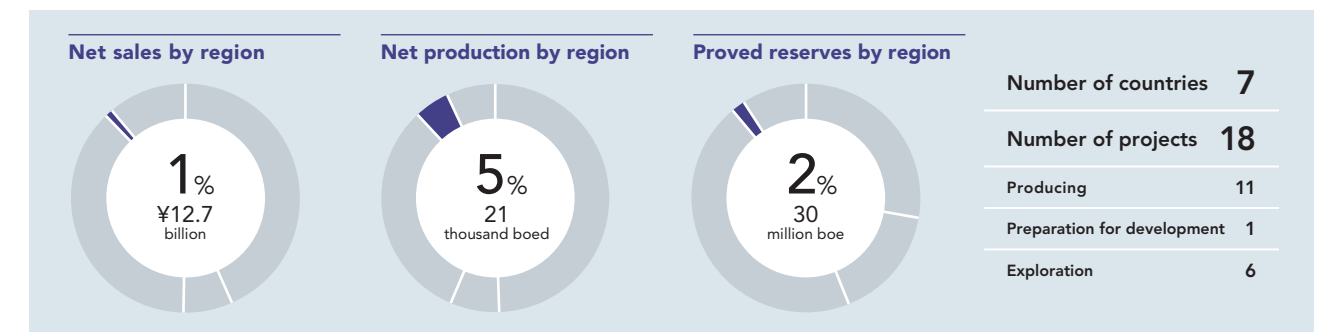 Net sales by region
1%
¥12.7
billion
Net production by region
5%
21
thousand boed
Proved reserves by region
2%
30
million boe
Number of countries 7
Number of projects 18
Producing 11
Preparation for development 1
Exploration 6